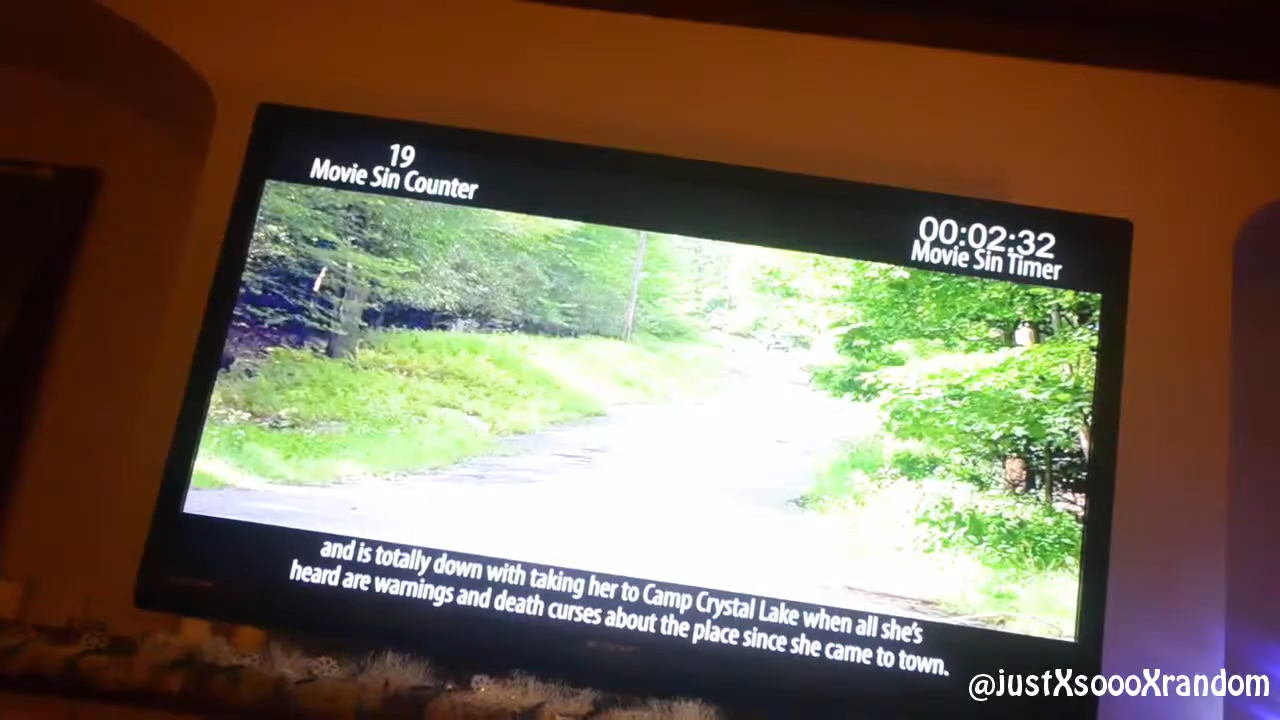 19
Movie Sin Counter
00:02:32
Movie Sin Timer
and is totally down with taking her to Camp Crystal Lake when all she's
heard are warnings and death curses about the place since she came to town.
@justXsoooXrandom